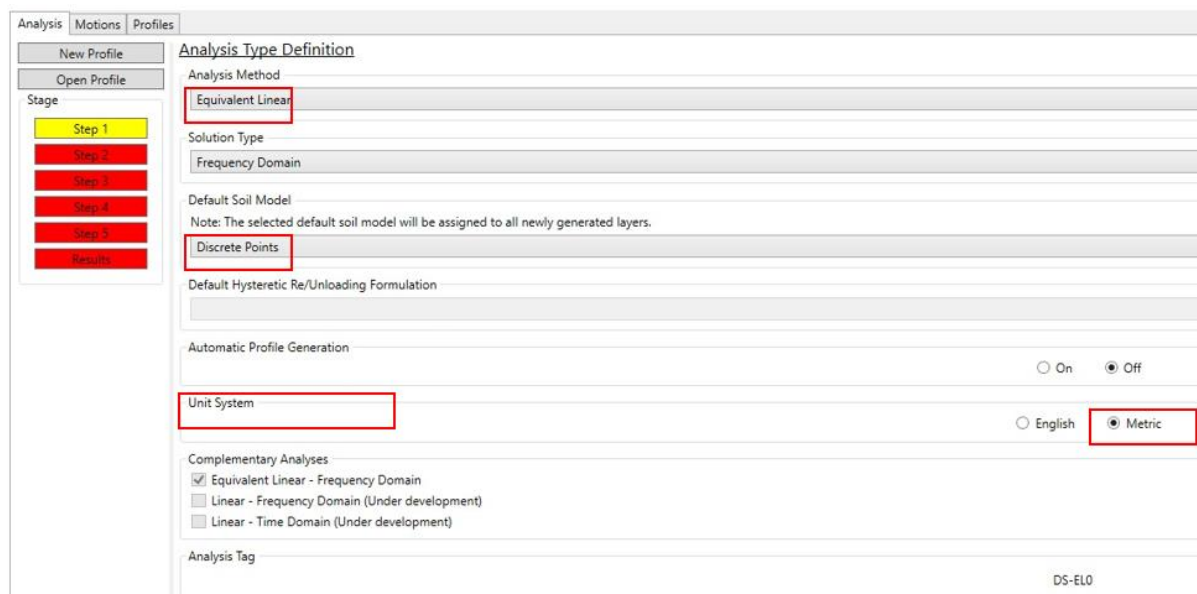 Analysis Motions Profiles
New Profile
Open Profile
Stage
Step 1
Step 2
Step 3
Step 4
Step 5
Results
Analysis Type Definition
Analysis Method
Equivalent Linear
Solution Type
Frequency Domain
Default Soil Model
Note: The selected default soil model will be assigned to all newly generated layers.
Discrete Points
Default Hysteretic Re/Unloading Formulation
Automatic Profile Generation
On Off
Unit System
English Metric
Complementary Analyses
Equivalent Linear - Frequency Domain
Linear - Frequency Domain (Under development)
Linear - Time Domain (Under development)
Analysis Tag
DS-EL0